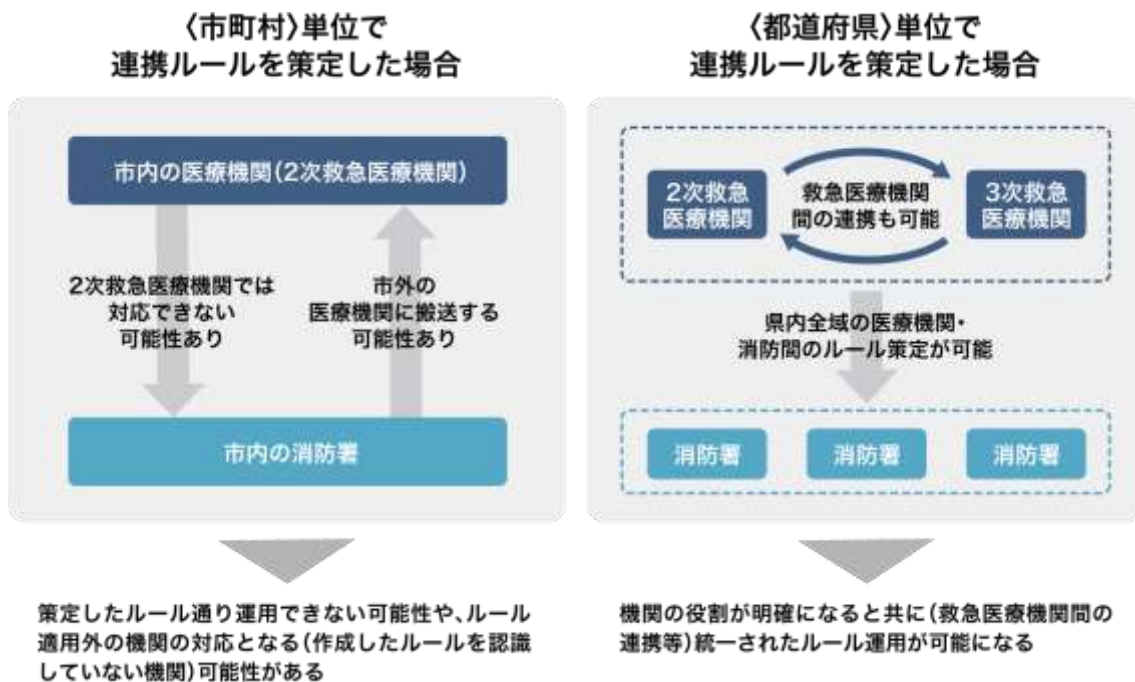 〈市町村〉単位で
連携ルールを策定した場合
市内の医療機関(2次救急医療機関)
2次救急医療機関では
対応できない
可能性あり
市外の
医療機関に搬送する
可能性あり
市内の消防署
策定したルール通り運用できない可能性や、ルール
適用外の機関の対応となる(作成したルールを認識
していない機関)可能性がある
〈都道府県〉単位で
連携ルールを策定した場合
2次救急
医療機関
救急医療機関
間の連携も可能
3次救急
医療機関
県内全域の医療機関・
消防間のルール策定が可能
消防署
消防署
消防署
機関の役割が明確になると共に(救急医療機関間の
連携等)統一されたルール運用が可能になる